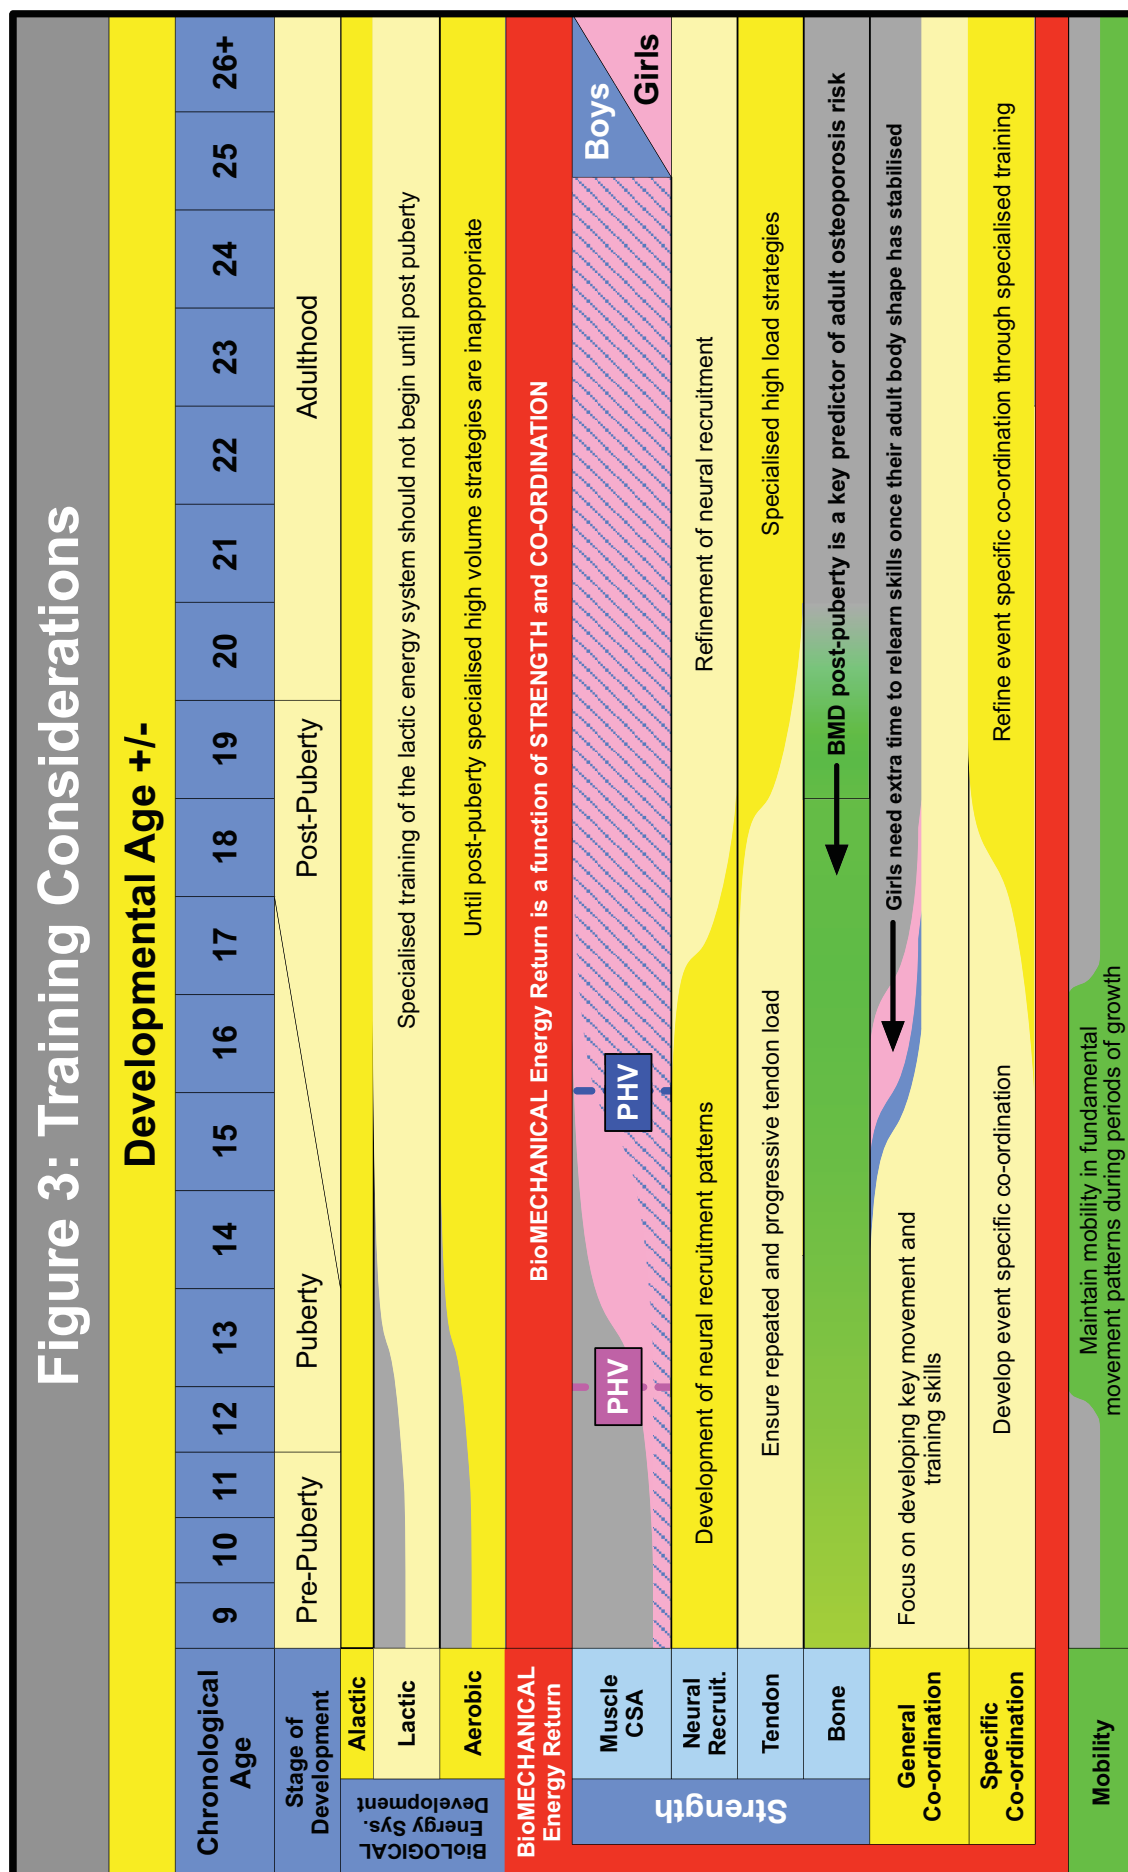 Figure 3: Training Considerations
Developmental Age +/-
Chronological
Age
9
10
11
12
13
14
15
16
17
18
19
20
21
22
23
24
25
26+
Stage of
Development
Pre-Puberty
Puberty
Post-Puberty
Adulthood
BioLOGICAL
Energy Sys.
Development
Alactic
Lactic
Specialised training of the lactic energy system should not begin until post puberty
Aerobic
Until post-puberty specialised high volume strategies are inappropriate
BioMECHANICAL
Energy Return
BioMECHANICAL Energy Return is a function of STRENGTH and CO-ORDINATION
Strength
Muscle
CSA
PHV
PHV
Boys
Girls
Neural
Recruit.
Development of neural recruitment patterns
Refinement of neural recruitment
Tendon
Ensure repeated and progressive tendon load
Specialised high load strategies
Bone
BMD post-puberty is a key predictor of adult osteoporosis risk
General
Co-ordination
Focus on developing key movement and
training skills
Girls need extra time to relearn skills once their adult body shape has stabilised
Specific
Co-ordination
Develop event specific co-ordination
Refine event specific co-ordination through specialised training
Mobility
Maintain mobility in fundamental
movement patterns during periods of growth